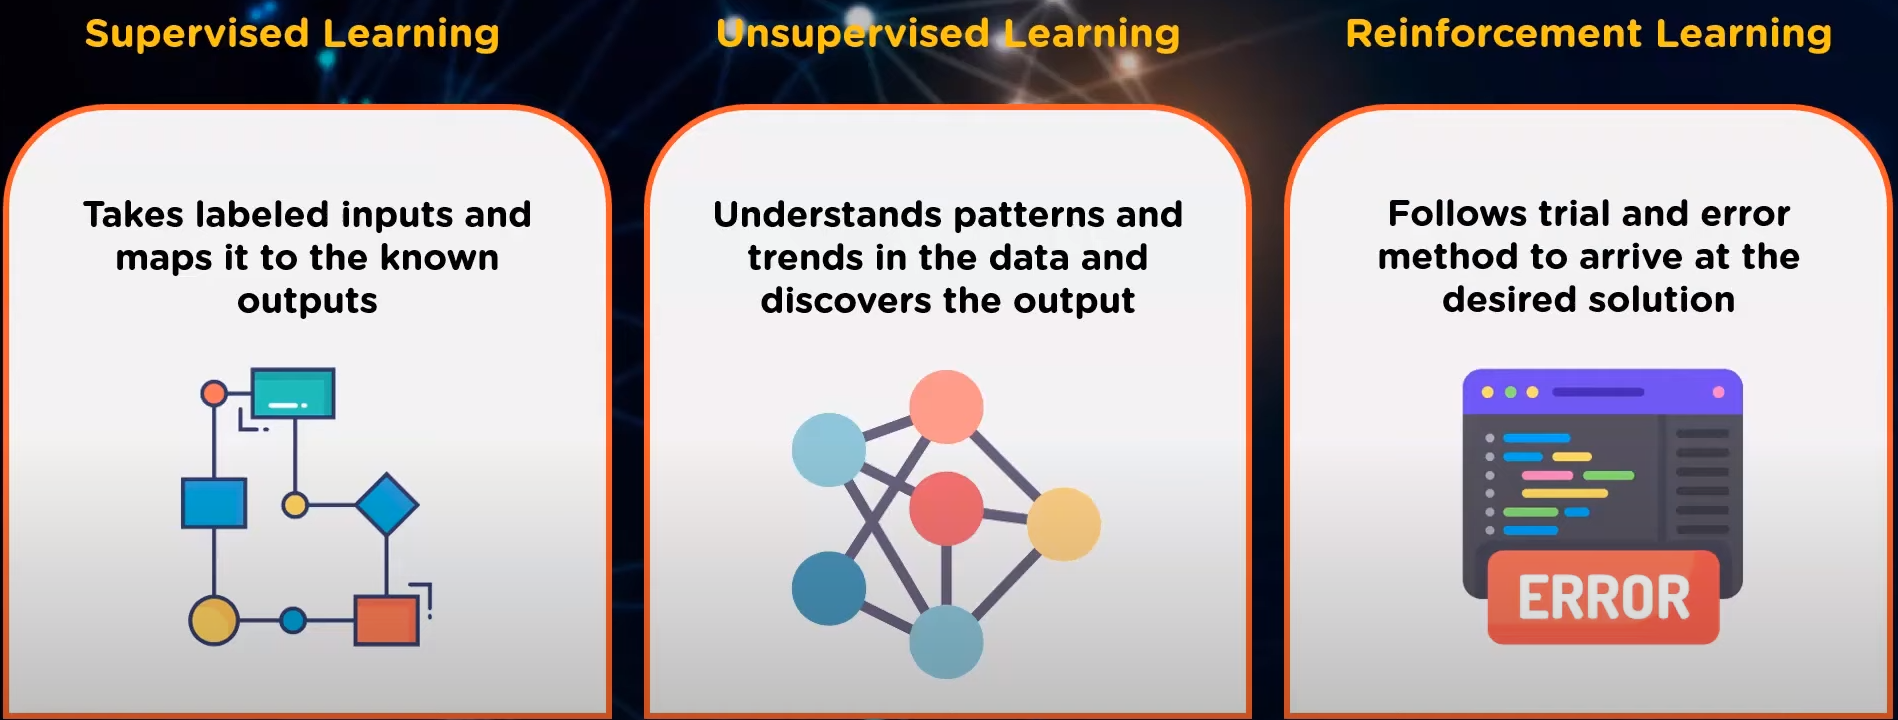 Supervised Learning
Takes labeled inputs and
maps it to the known
outputs
Unsupervised Learning
Understands patterns and
trends in the data and
discovers the output
Reinforcement Learning
Follows trial and error
method to arrive at the
desired solution
ERROR